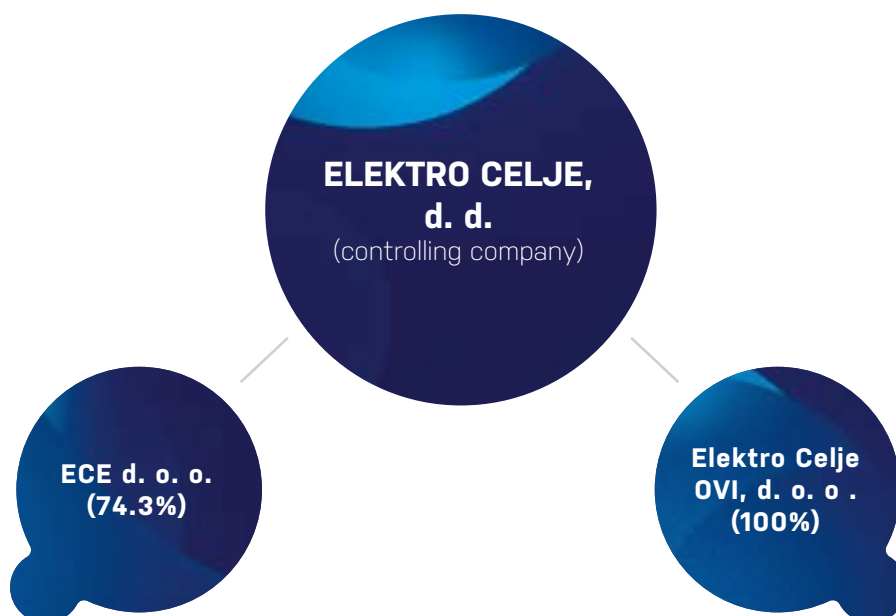 ELEKTRO CELJE,
d. d.
(controlling company)
ECE d. o. o.
(74.3%)
Elektro Celje
OVI, d. o. o .
(100%)